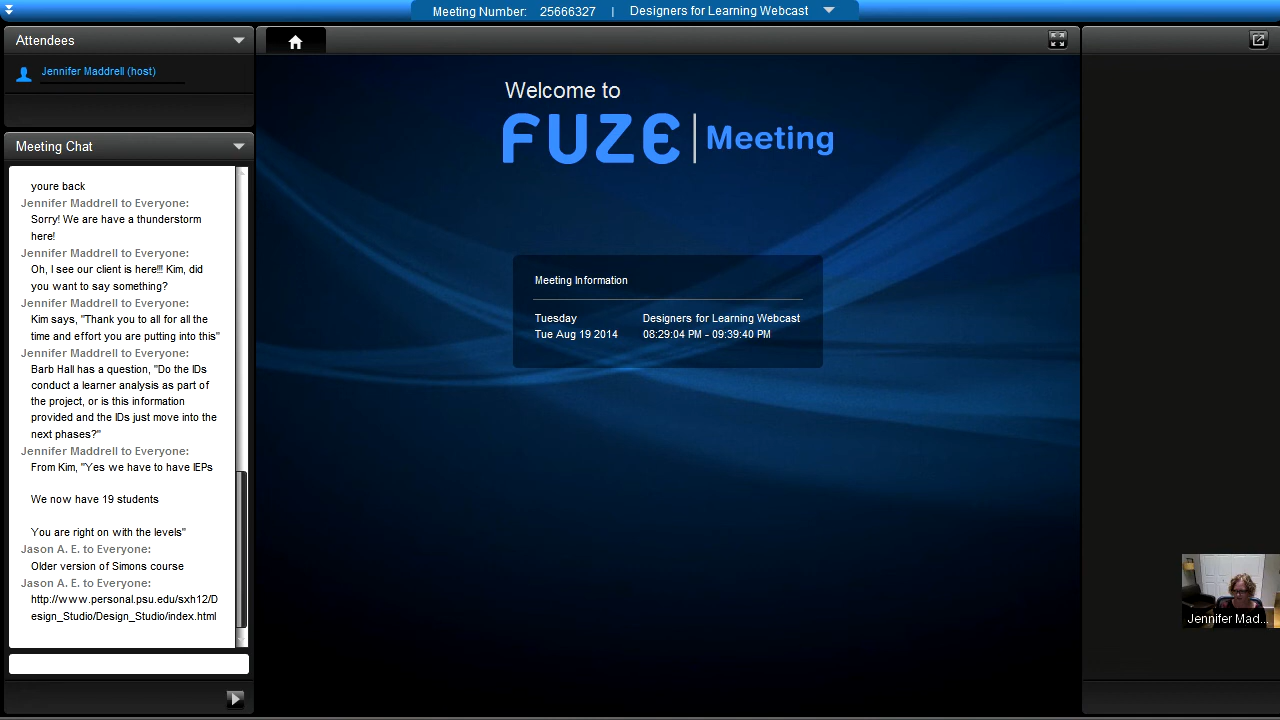 Meeting Number: 25666327 | Designers for Learning Webcast
Attendees
Jennifer Maddrell (host)
Meeting Chat
youre back
Jennifer Maddrell to Everyone:
Sorry! We are have a thunderstorm
here!
Jennifer Maddrell to Everyone:
Oh, I see our client is here!!! Kim, did
you want to say something?
Jennifer Maddrell to Everyone:
Kim says, "Thank you to all for all the
time and effort you are putting into this"
Jennifer Maddrell to Everyone:
Barb Hall has a question, "Do the IDs
conduct a learner analysis as part of
the project, or is this information
provided and the IDs just move into the
next phases?"
Jennifer Maddrell to Everyone:
From Kim, "Yes we have to have IEPs
We now have 19 students
You are right on with the levels"
Jason A. E. to Everyone:
Older version of Simons course
Jason A. E. to Everyone:
http://www.personal.psu.edu/sxh12/D
esign_Studio/Design_Studio/index.html
Welcome to
FUZE | Meeting
Meeting Information
Tuesday Designers for Learning Webcast
Tue Aug 19 2014 08:29:04 PM - 09:39:40 PM
Jennifer Mad...